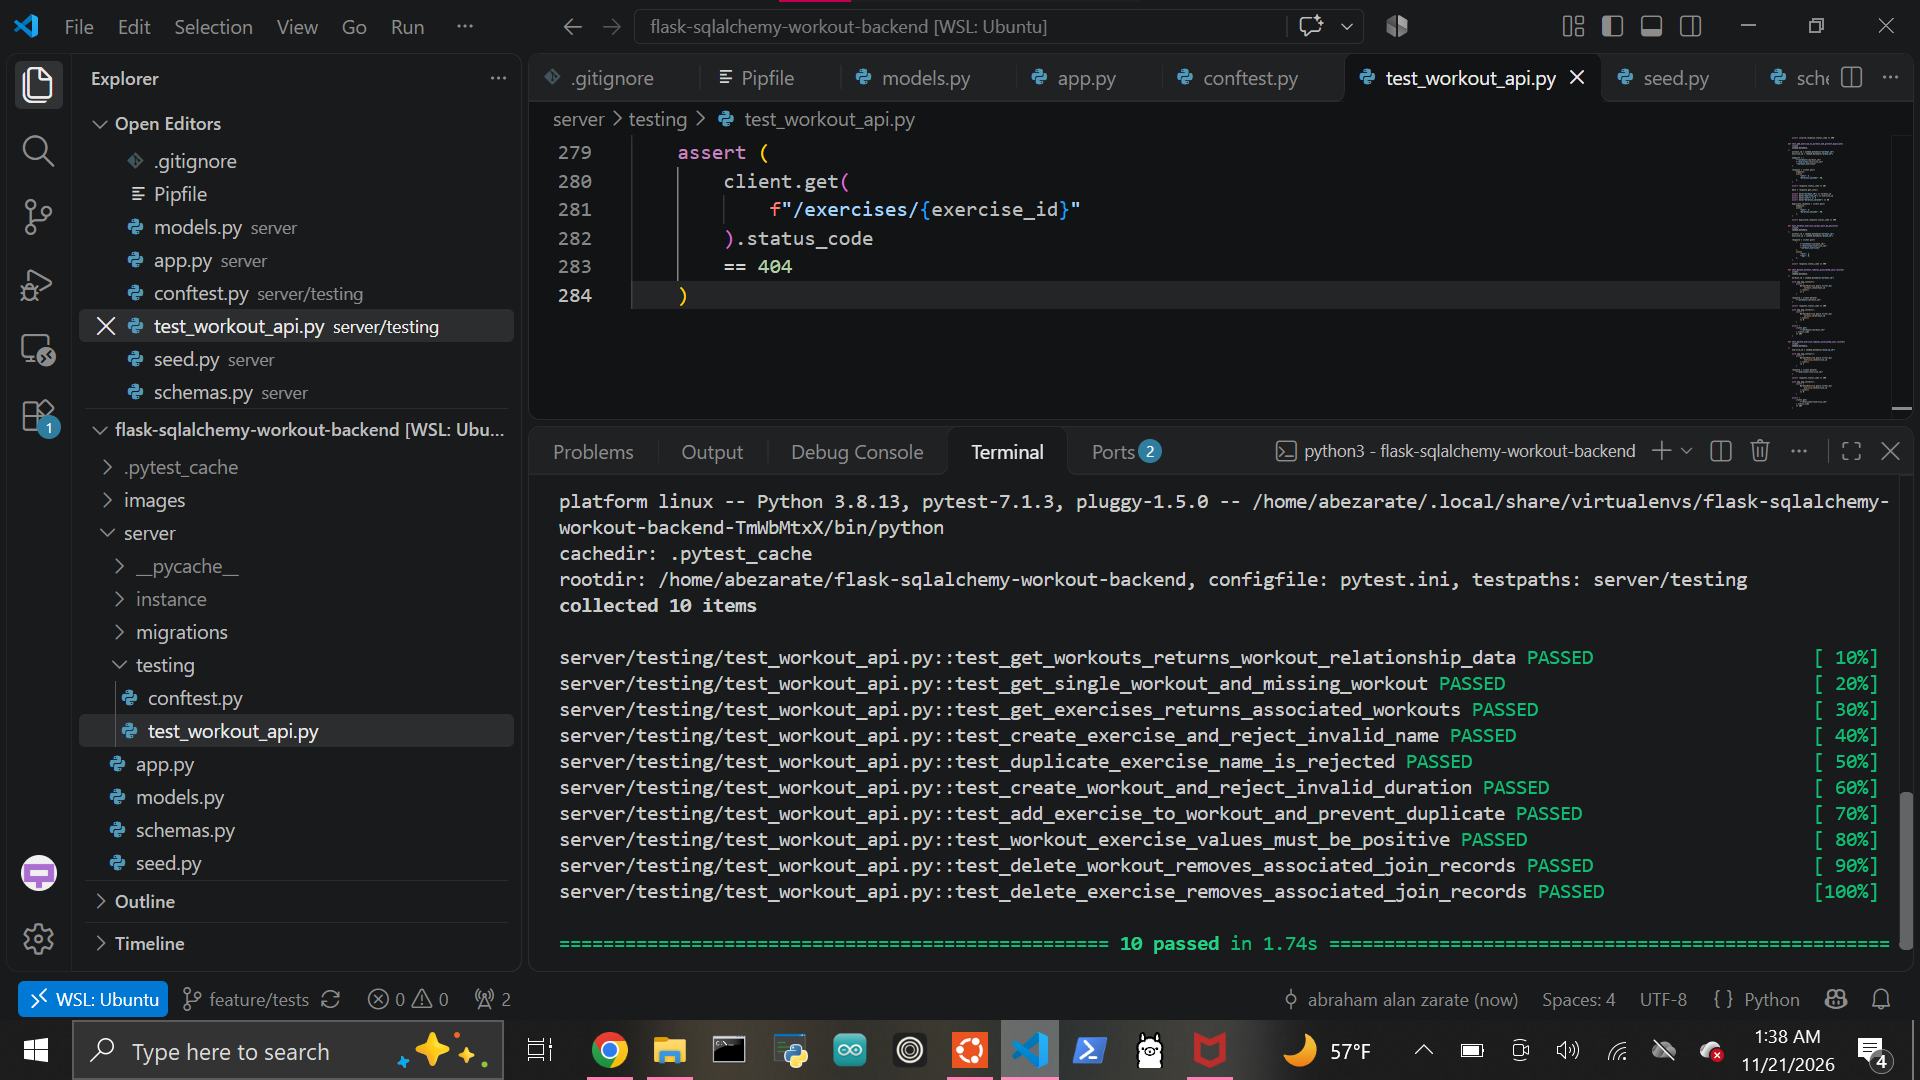 File Edit Selection View Go Run ···
flask-sqlalchemy-workout-backend [WSL: Ubuntu]
Explorer
Open Editors
.gitignore
Pipfile
models.py server
app.py server
conftest.py server/testing
test_workout_api.py server/testing
seed.py server
schemas.py server
flask-sqlalchemy-workout-backend [WSL: Ubu...
.pytest_cache
images
server
__pycache__
instance
migrations
testing
conftest.py
test_workout_api.py
app.py
models.py
schemas.py
seed.py
Outline
Timeline
1
.gitignore Pipfile models.py app.py conftest.py test_workout_api.py seed.py sche
server > testing > test_workout_api.py
279 assert (
280 client.get(
281 f"/exercises/{exercise_id}"
282 ).status_code
283 == 404
284 )
Problems Output Debug Console Terminal Ports 2
python3 - flask-sqlalchemy-workout-backend
platform linux -- Python 3.8.13, pytest-7.1.3, pluggy-1.5.0 -- /home/abezarate/.local/share/virtualenvs/flask-sqlalchemy-
workout-backend-TmWbMtxX/bin/python
cachedir: .pytest_cache
rootdir: /home/abezarate/flask-sqlalchemy-workout-backend, configfile: pytest.ini, testpaths: server/testing
collected 10 items
server/testing/test_workout_api.py::test_get_workouts_returns_workout_relationship_data PASSED [ 10%]
server/testing/test_workout_api.py::test_get_single_workout_and_missing_workout PASSED [ 20%]
server/testing/test_workout_api.py::test_get_exercises_returns_associated_workouts PASSED [ 30%]
server/testing/test_workout_api.py::test_create_exercise_and_reject_invalid_name PASSED [ 40%]
server/testing/test_workout_api.py::test_duplicate_exercise_name_is_rejected PASSED [ 50%]
server/testing/test_workout_api.py::test_create_workout_and_reject_invalid_duration PASSED [ 60%]
server/testing/test_workout_api.py::test_add_exercise_to_workout_and_prevent_duplicate PASSED [ 70%]
server/testing/test_workout_api.py::test_workout_exercise_values_must_be_positive PASSED [ 80%]
server/testing/test_workout_api.py::test_delete_workout_removes_associated_join_records PASSED [ 90%]
server/testing/test_workout_api.py::test_delete_exercise_removes_associated_join_records PASSED [100%]
================================================== 10 passed in 1.74s ===================================================
WSL: Ubuntu feature/tests 0 0 2
abraham alan zarate (now) Spaces: 4 UTF-8 { } Python
Type here to search
57°F
1:38 AM
11/21/2026
4